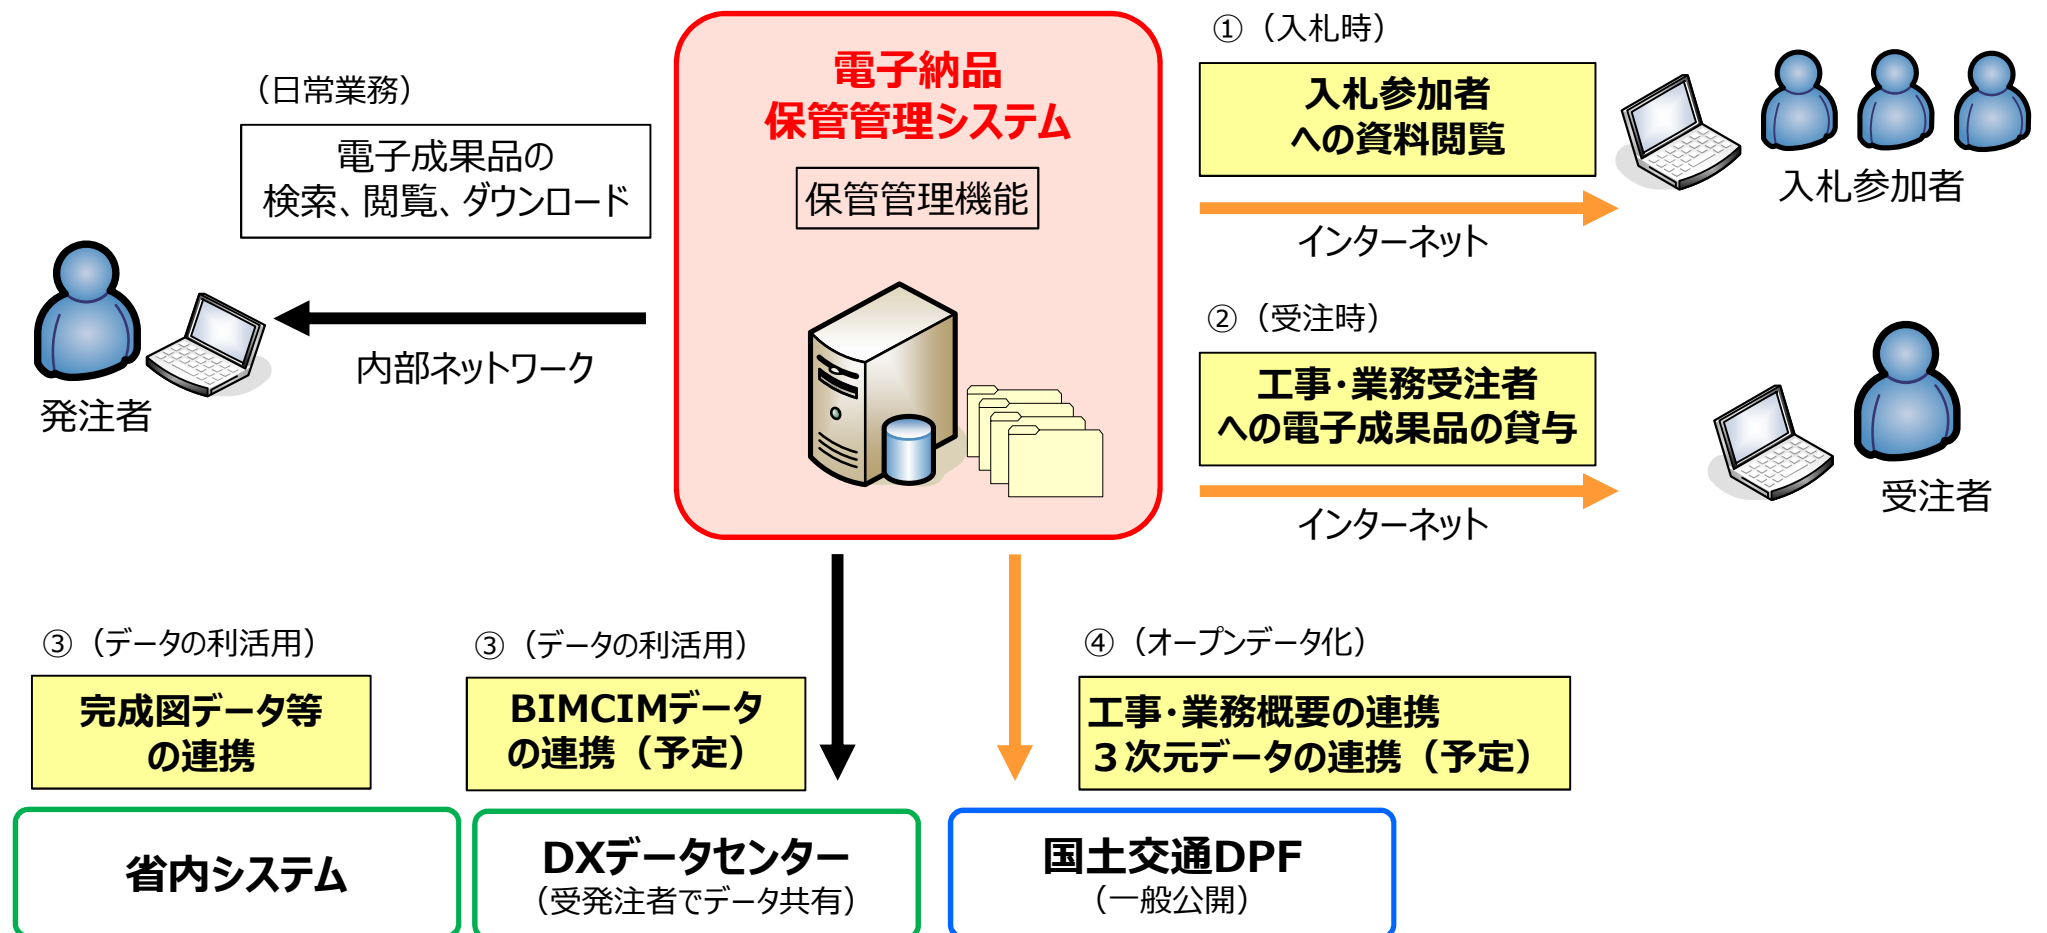 （日常業務）
電子成果品の
検索、閲覧、ダウンロード
内部ネットワーク
発注者
電子納品
保管管理システム
保管管理機能
①（入札時）
入札参加者
への資料閲覧
インターネット
入札参加者
②（受注時）
工事・業務受注者
への電子成果品の貸与
インターネット
受注者
③（データの利活用）
完成図データ等
の連携
省内システム
③（データの利活用）
BIMCIMデータ
の連携（予定）
DXデータセンター
（受発注者でデータ共有）
④（オープンデータ化）
工事・業務概要の連携
３次元データの連携（予定）
国土交通DPF
（一般公開）